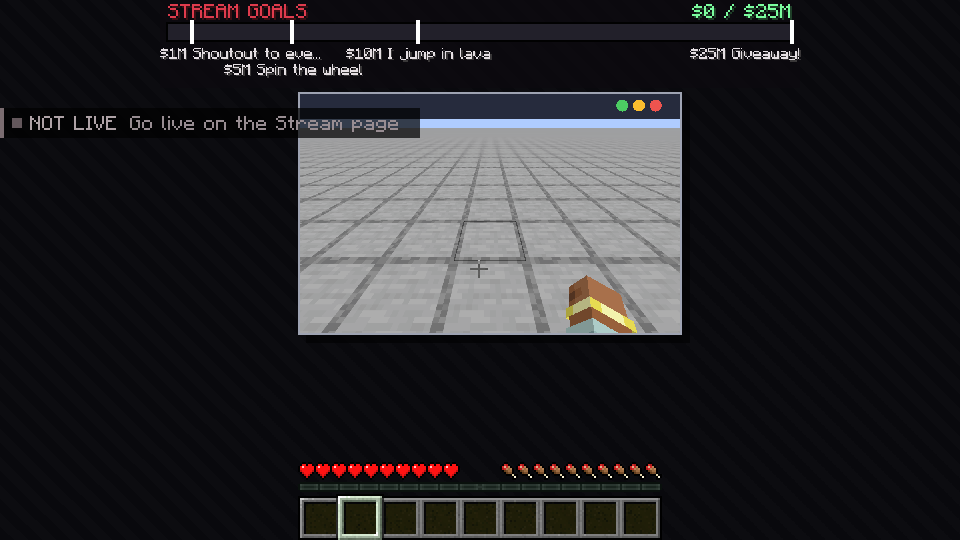 STREAM GOALS
$0 / $25M
$1M Shoutout to eve...
$10M I jump in lava
$25M Giveaway!
$5M Spin the wheel
NOT LIVE Go live on the Stream page